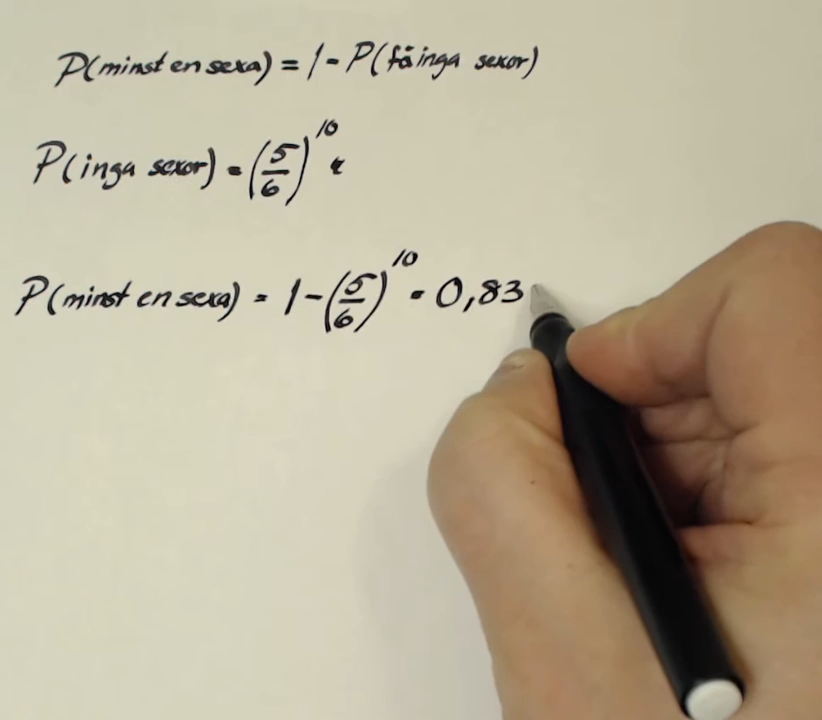 P(minst en sexa) = 1 - P(få inga sexor)
P(inga sexor) = (5/6)^10
P(minst en sexa) = 1 - (5/6)^10 = 0,83